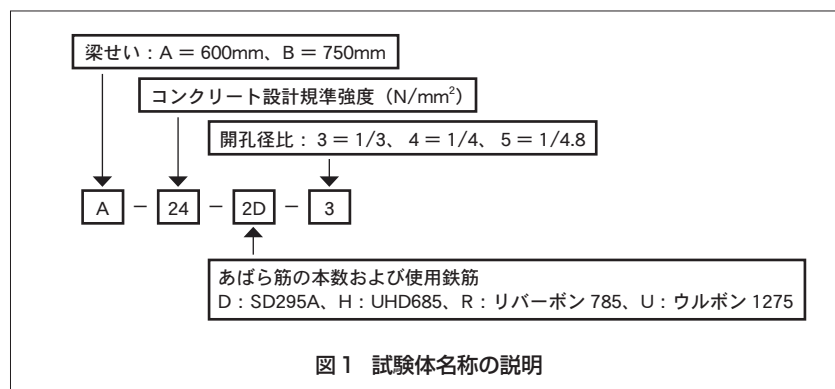 梁せい：A = 600mm、B = 750mm
コンクリート設計規準強度（N/mm²）
開孔径比： 3 = 1/3、 4 = 1/4、 5 = 1/4.8
A － 24 － 2D － 3
あばら筋の本数および使用鉄筋
D：SD295A、H：UHD685、R：リバーボン 785、U：ウルボン 1275
図1 試験体名称の説明